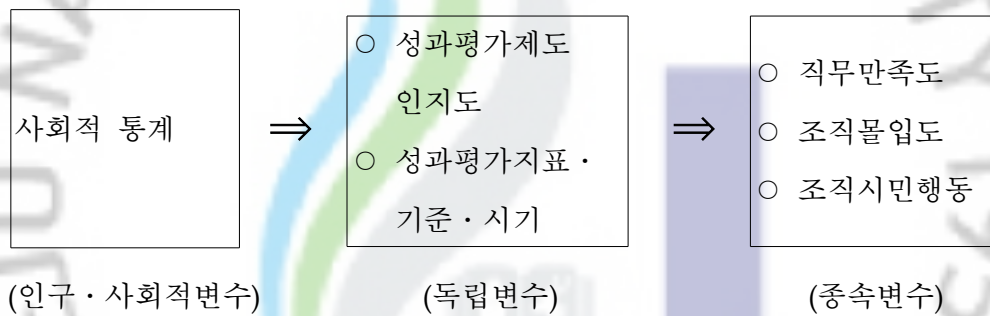 사회적 통계
⇒
○ 성과평가제도
인지도
○ 성과평가지표·
기준·시기
⇒
○ 직무만족도
○ 조직몰입도
○ 조직시민행동
(인구·사회적변수)
(독립변수)
(종속변수)